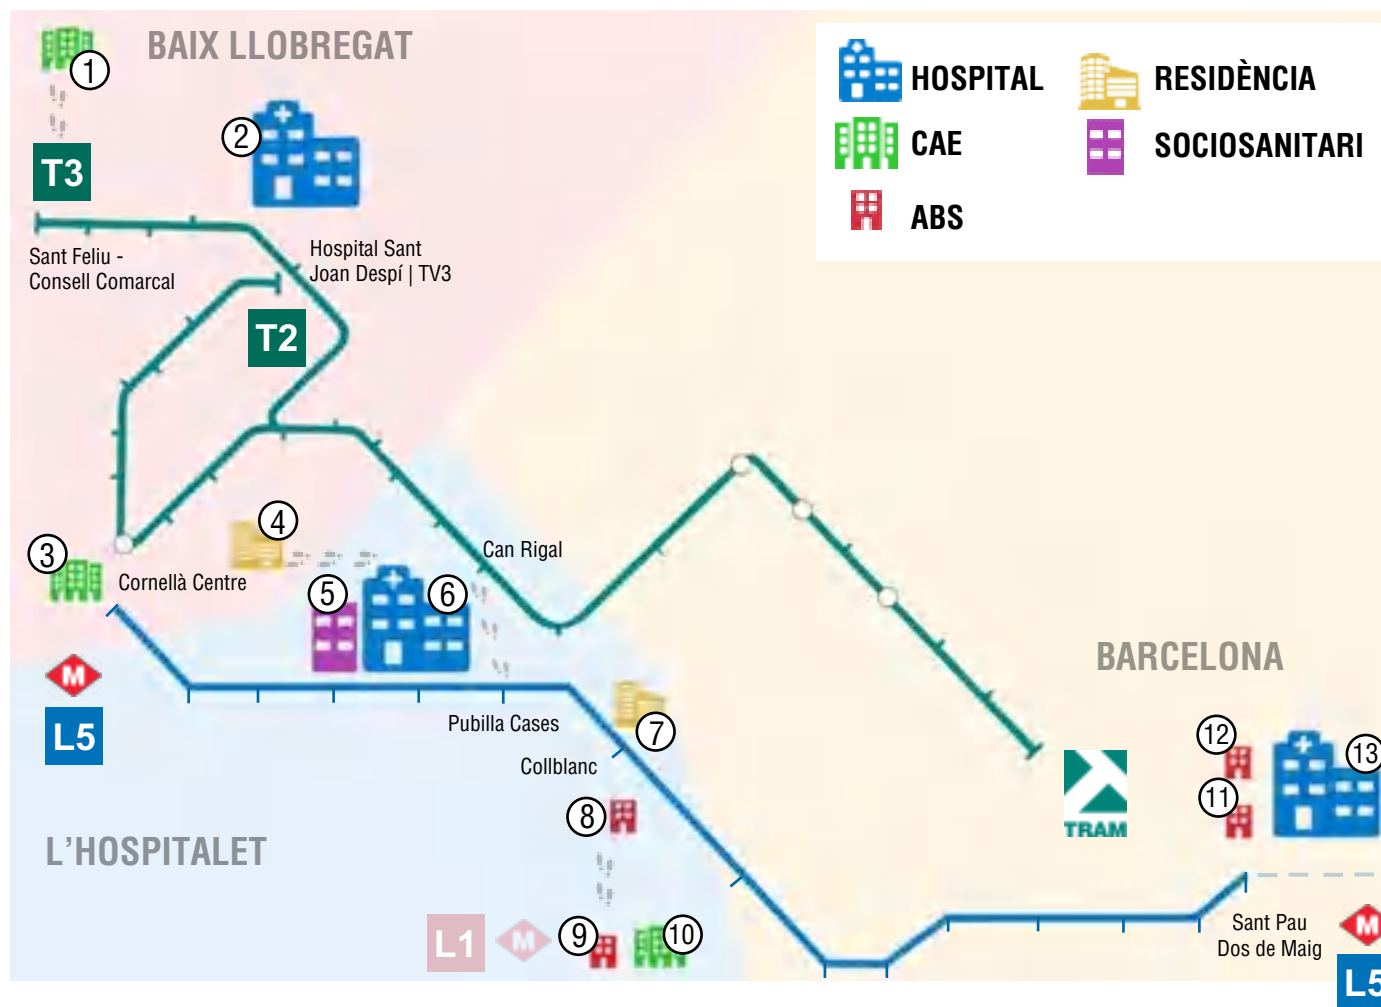 BAIX LLOBREGAT
1
2
T3
HOSPITAL
RESIDÈNCIA
CAE
SOCIOSANITARI
ABS
Sant Feliu -
Consell Comarcal
Hospital Sant
Joan Despí | TV3
T2
4
Can Rigal
3
Cornellà Centre
5
6
M
L5
Pubilla Cases
7
Collblanc
BARCELONA
12
13
11
TRAM
8
L'HOSPITALET
L1
M
9
10
Sant Pau
Dos de Maig
M
L5